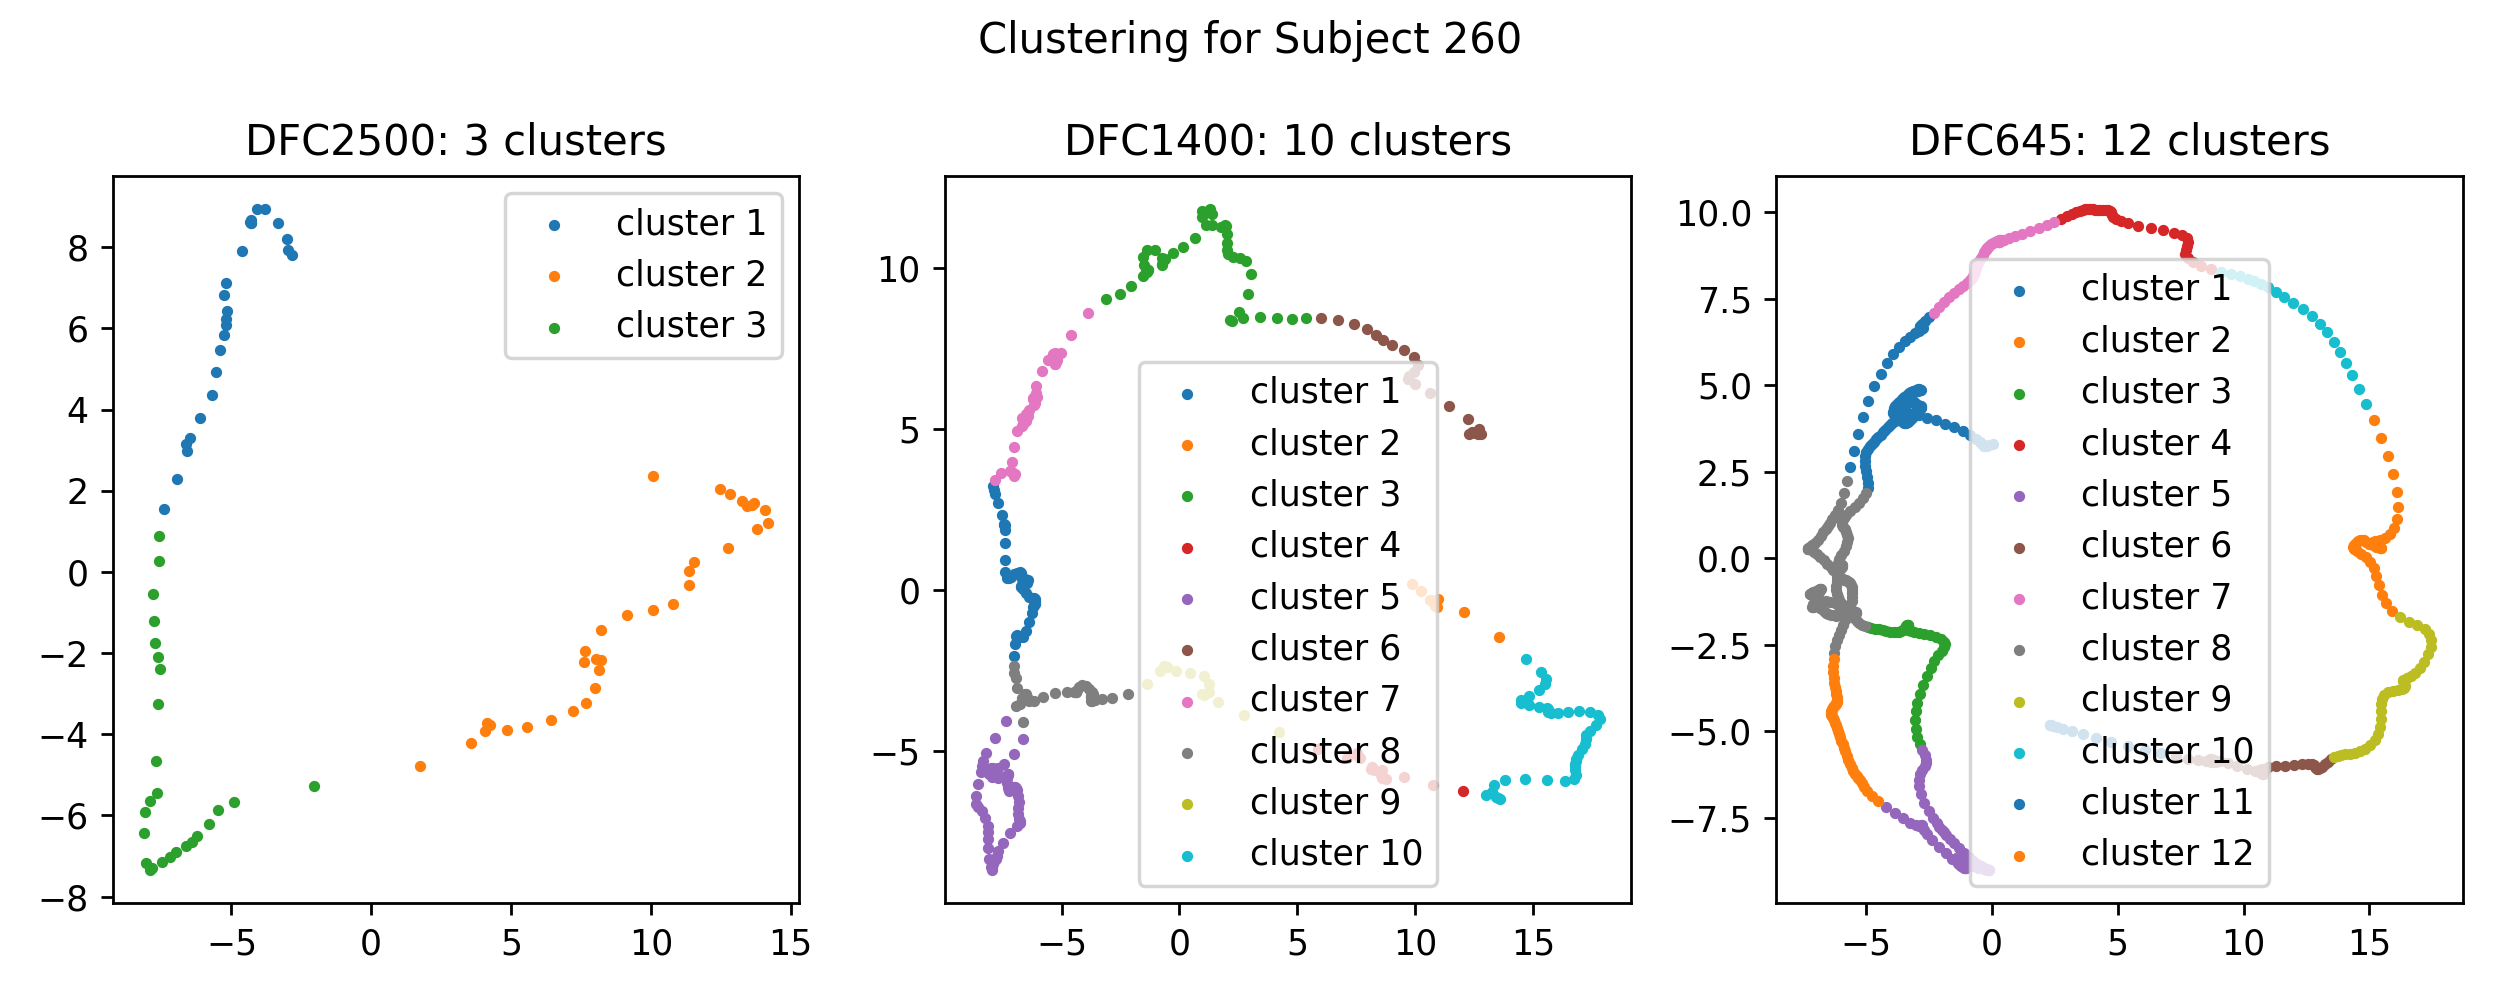 Clustering for Subject 260
DFC2500: 3 clusters
8
6
4
2
0
−2
−4
−6
−8
−5
0
5
10
15
cluster 1
cluster 2
cluster 3
DFC1400: 10 clusters
10
5
0
−5
−5
0
5
10
15
cluster 1
cluster 2
cluster 3
cluster 4
cluster 5
cluster 6
cluster 7
cluster 8
cluster 9
cluster 10
DFC645: 12 clusters
10.0
7.5
5.0
2.5
0.0
−2.5
−5.0
−7.5
−5
0
5
10
15
cluster 1
cluster 2
cluster 3
cluster 4
cluster 5
cluster 6
cluster 7
cluster 8
cluster 9
cluster 10
cluster 11
cluster 12